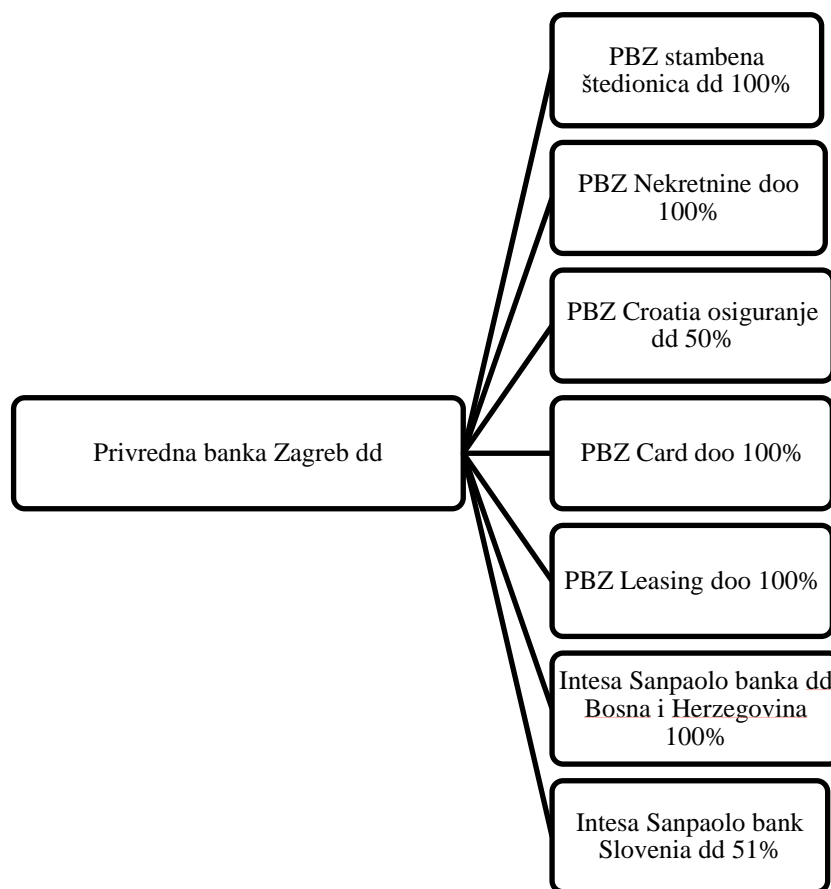 PBZ stambena
štedionica dd 100%
PBZ Nekretnine doo
100%
PBZ Croatia osiguranje
dd 50%
Privredna banka Zagreb dd
PBZ Card doo 100%
PBZ Leasing doo 100%
Intesa Sanpaolo banka dd
Bosna i Herzegovina
100%
Intesa Sanpaolo bank
Slovenia dd 51%